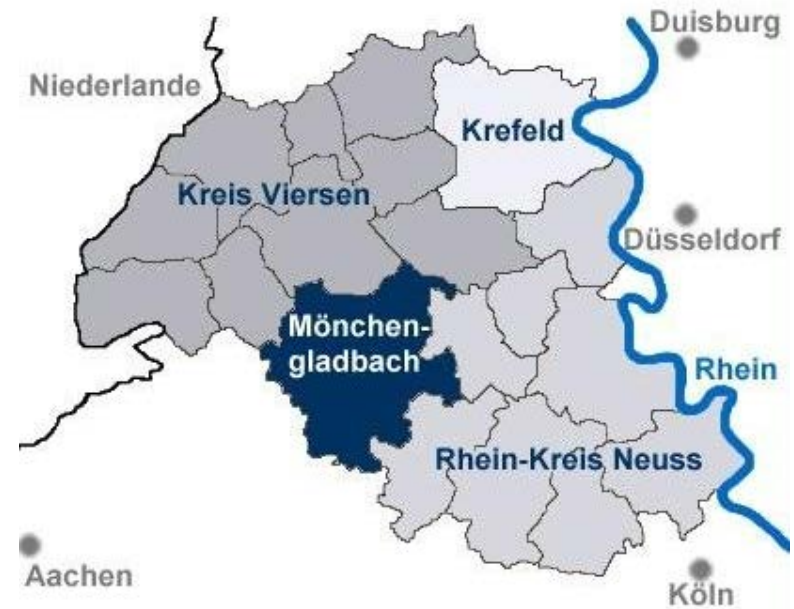 Duisburg
Niederlande
Krefeld
Kreis Viersen
Düsseldorf
Mönchen-
gladbach
Rhein
Rhein-Kreis Neuss
Aachen
Köln